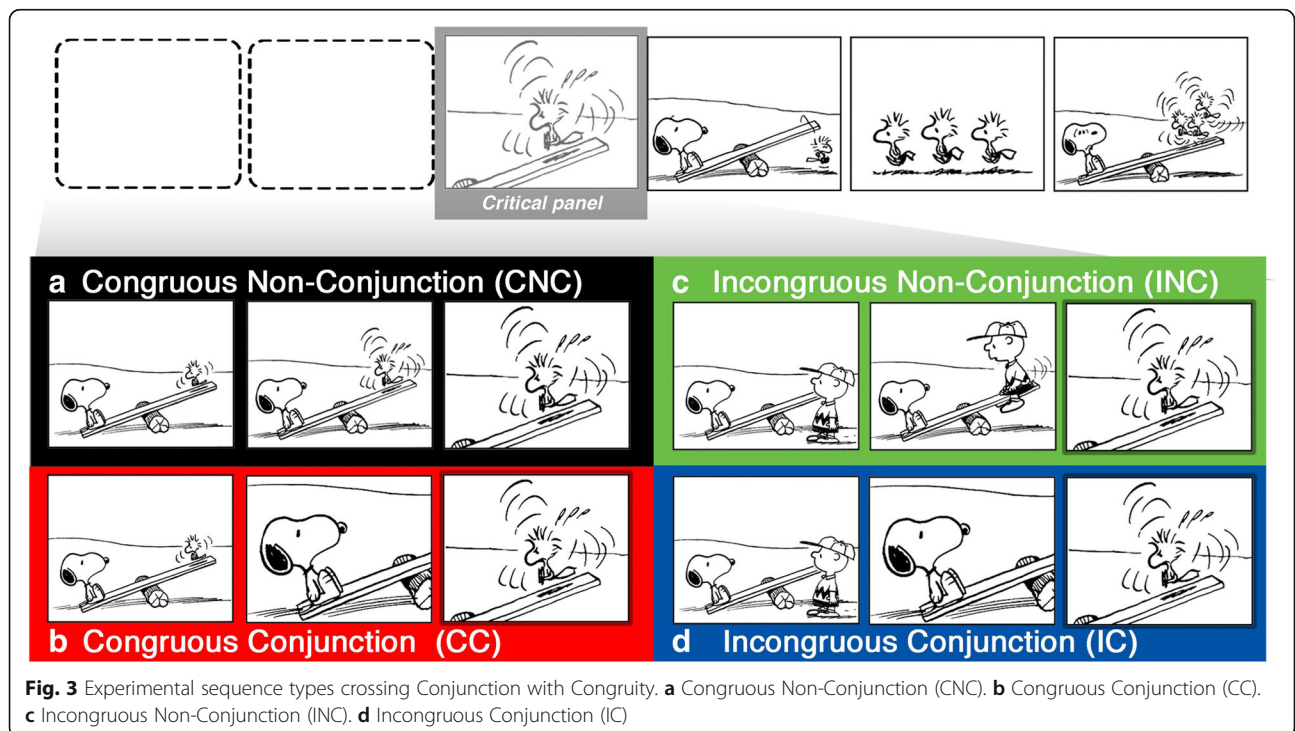 Critical panel
a Congruous Non-Conjunction (CNC)
c Incongruous Non-Conjunction (INC)
b Congruous Conjunction (CC)
d Incongruous Conjunction (IC)
Fig. 3 Experimental sequence types crossing Conjunction with Congruity. a Congruous Non-Conjunction (CNC). b Congruous Conjunction (CC).
c Incongruous Non-Conjunction (INC). d Incongruous Conjunction (IC)